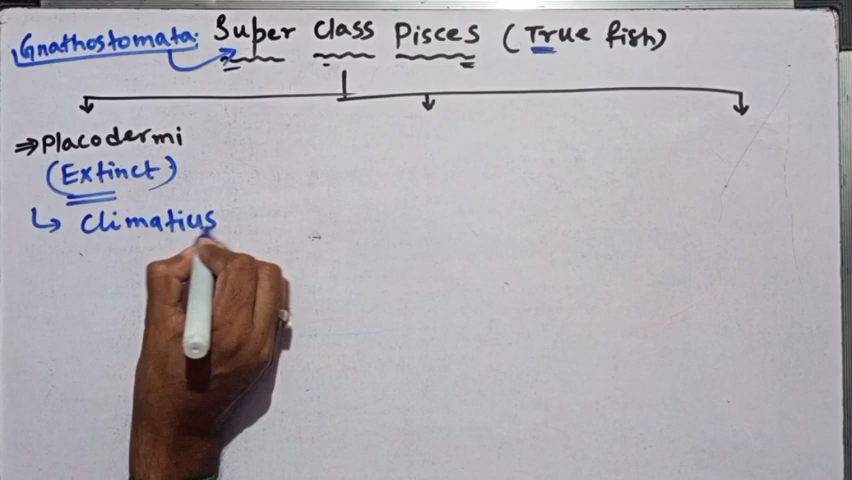 Gnathostomata: Super Class Pisces (True fish)
⇒ Placodermi
(Extinct)
↳ Climatius